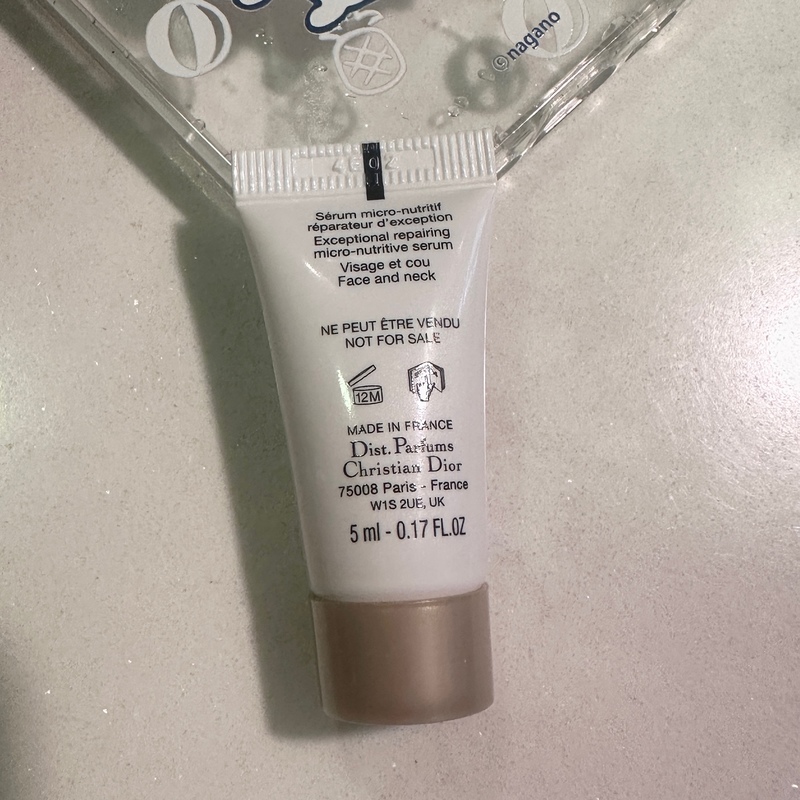 ©nagano
Sérum micro-nutritif
réparateur d'exception
Exceptional repairing
micro-nutritive serum
Visage et cou
Face and neck
NE PEUT ÊTRE VENDU
NOT FOR SALE
12M
MADE IN FRANCE
Dist. Parfums
Christian Dior
75008 Paris - France
W1S 2UE, UK
5 ml - 0.17 FL.OZ